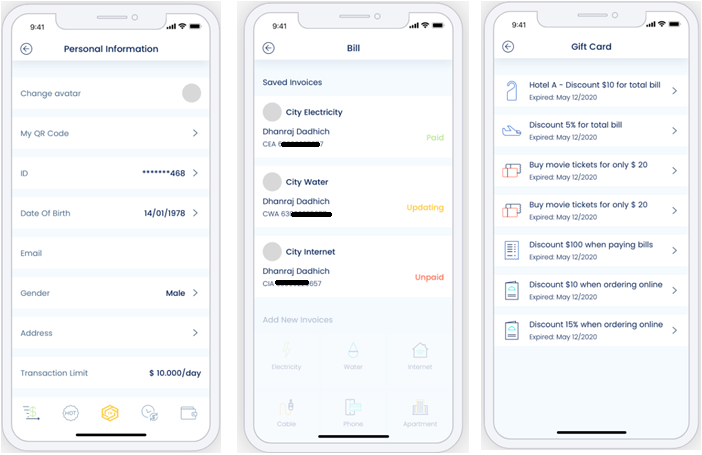 9:41
Personal Information
Change avatar
My QR Code
ID
*******468
Date Of Birth
14/01/1978
Email
Gender
Male
Address
Transaction Limit
$ 10.000/day
HOT
9:41
Bill
Saved Invoices
City Electricity
Dhanraj Dadhich
CEA 6 7
Paid
City Water
Dhanraj Dadhich
CWA
Updating
City Internet
Dhanraj Dadhich
CIA 657
Unpaid
Add New Invoices
Electricity
Water
Internet
Cable
Phone
Apartment
9:41
Gift Card
Hotel A - Discount $10 for total bill
Expired: May 12/2020
Discount 5% for total bill
Expired: May 12/2020
Buy movie tickets for only $ 20
Expired: May 12/2020
Buy movie tickets for only $ 20
Expired: May 12/2020
Discount $100 when paying bills
Expired: May 12/2020
Discount $10 when ordering online
Expired: May 12/2020
Discount 15% when ordering online
Expired: May 12/2020